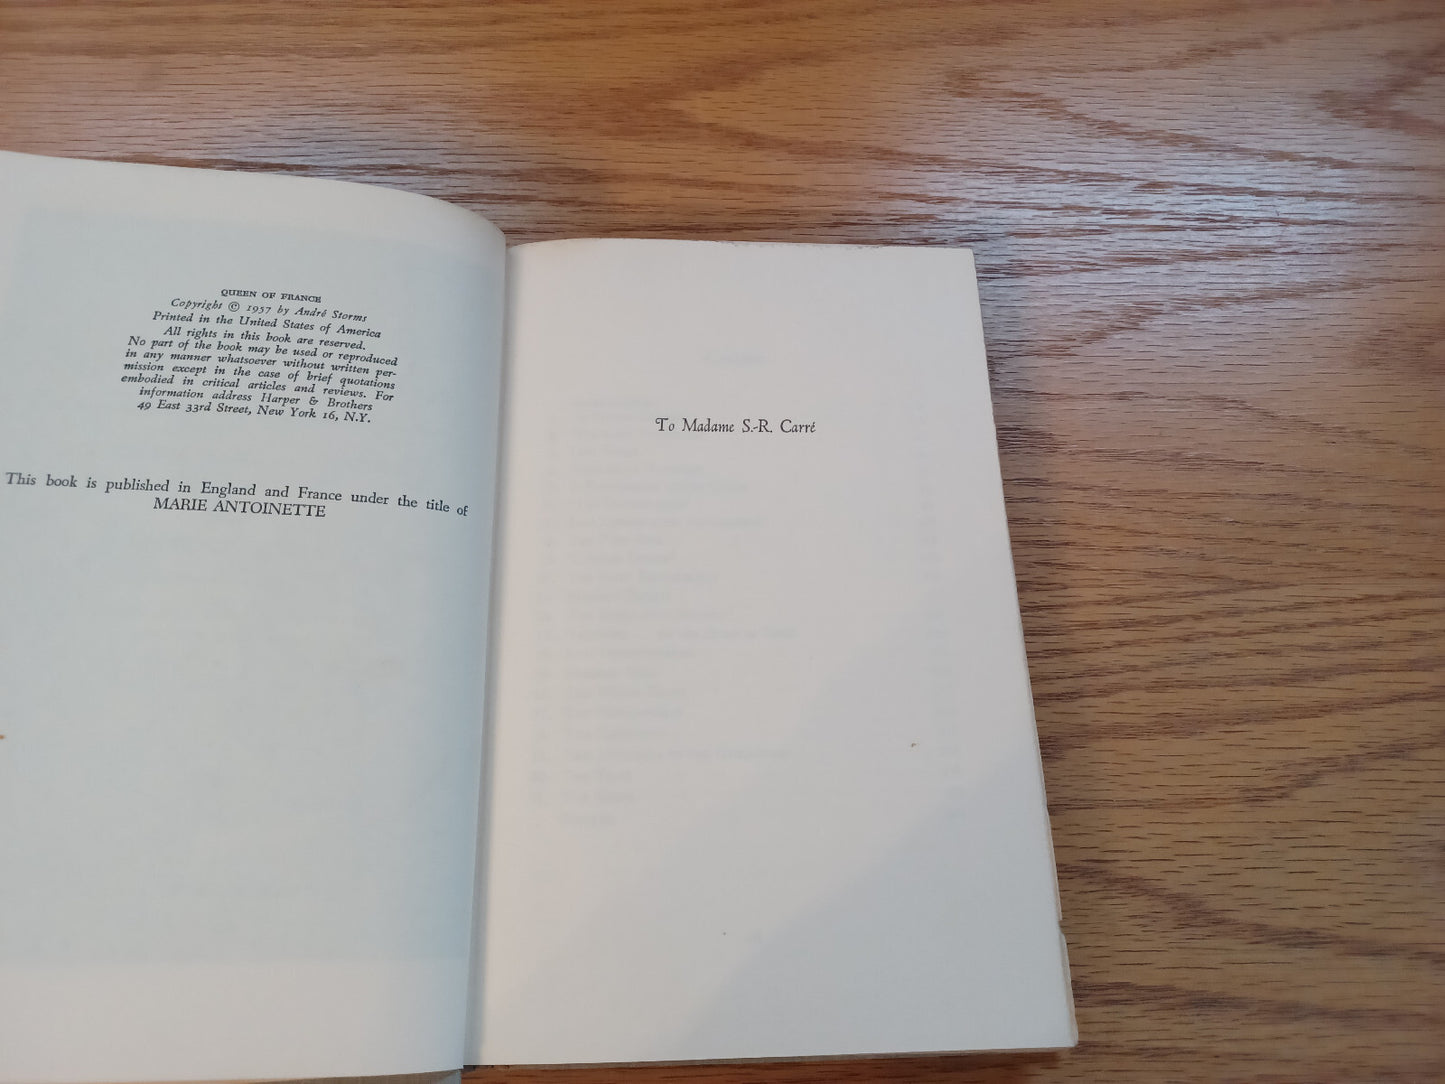 QUEEN OF FRANCE
Copyright © 1957 by André Storms
Printed in the United States of America
All rights in this book are reserved.
No part of the book may be used or reproduced
in any manner whatsoever without written per-
mission except in the case of brief quotations
embodied in critical articles and reviews. For
information address Harper & Brothers
49 East 33rd Street, New York 16, N.Y.
This book is published in England and France under the title of
MARIE ANTOINETTE
To Madame S.-R. Carré